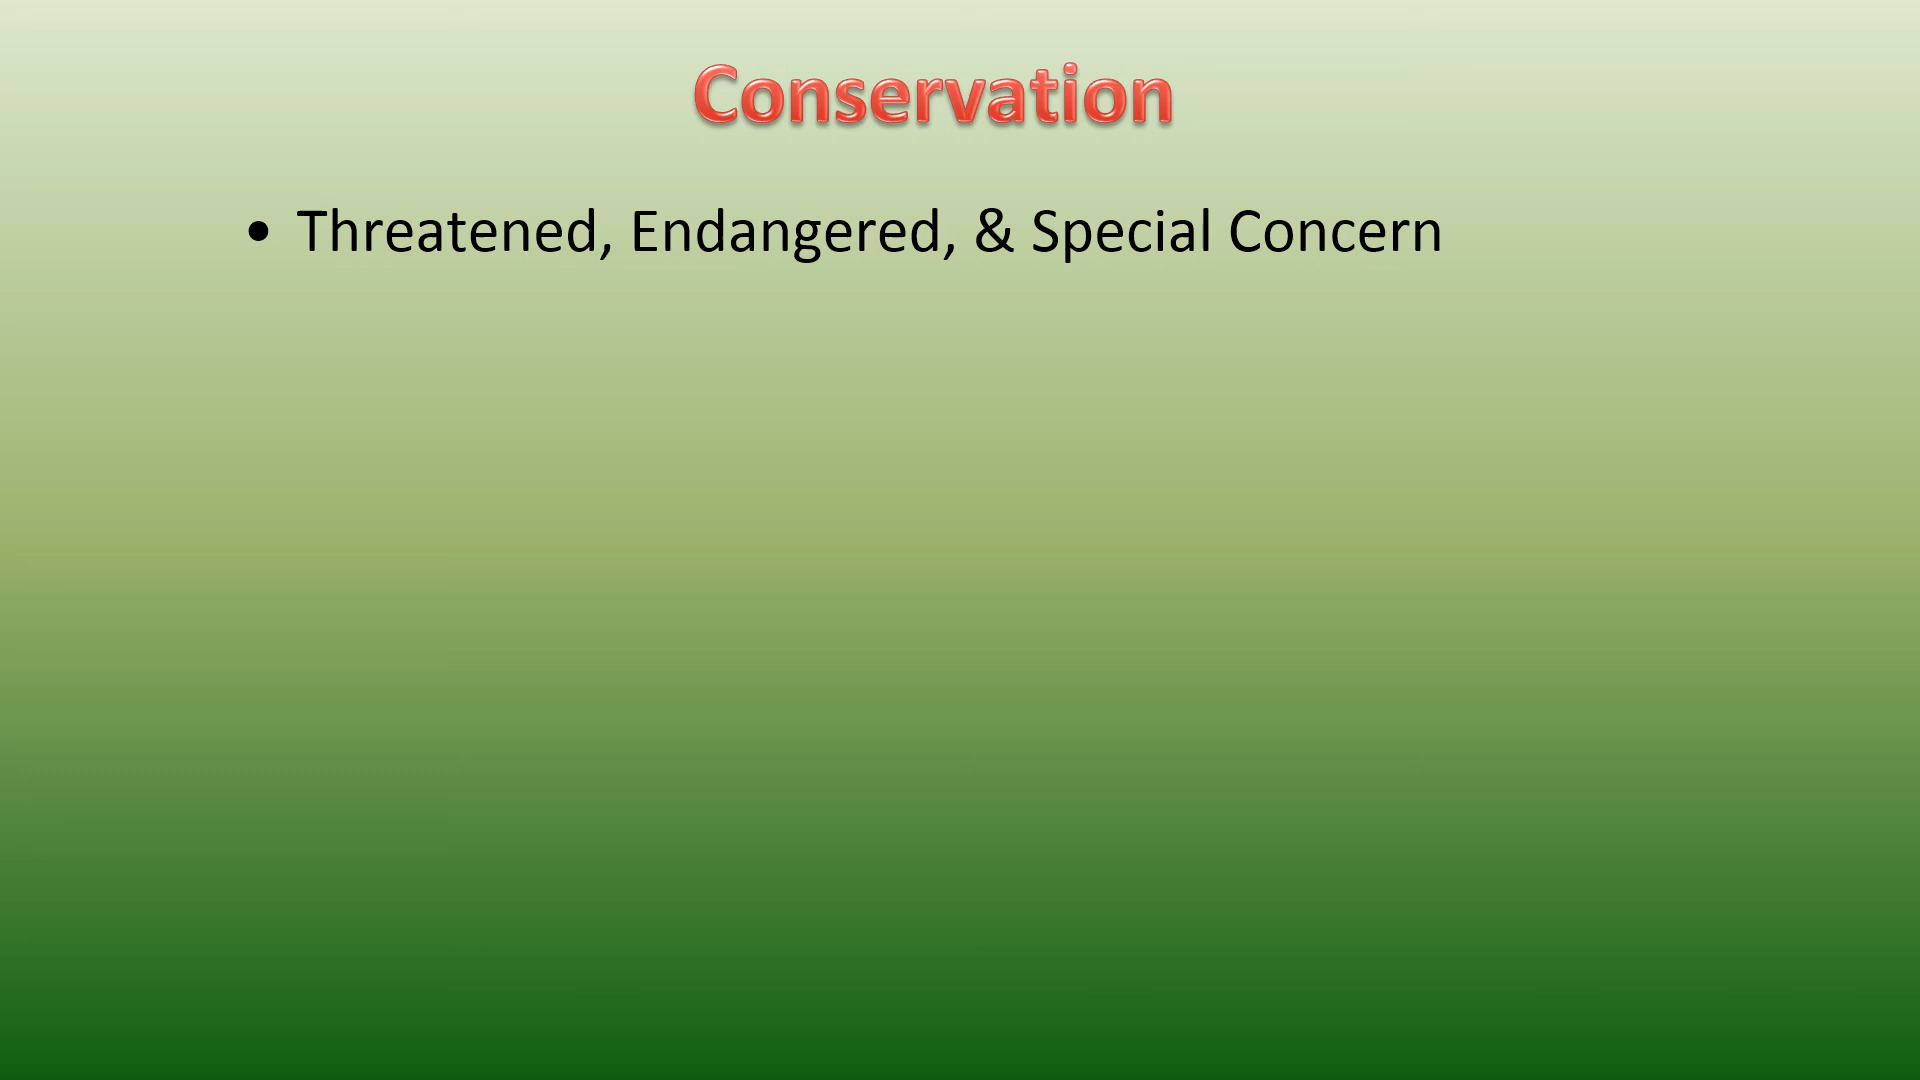 Conservation
• Threatened, Endangered, & Special Concern